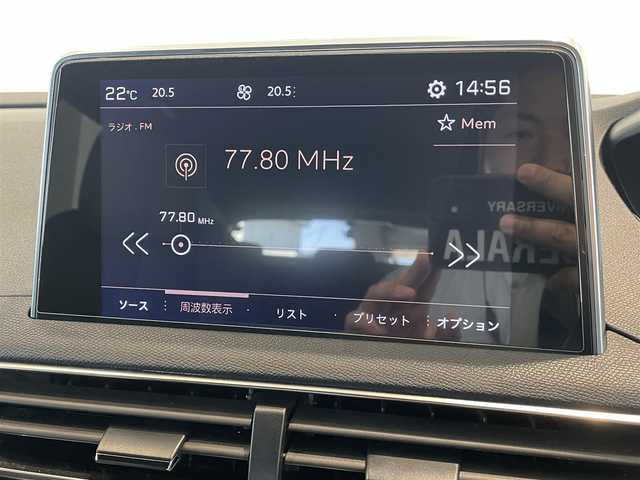 22°C 20.5 20.5 14:56
ラジオ . FM
Mem
77.80 MHz
77.80 MHz
ソース 周波数表示 リスト プリセット オプション
VERSARY